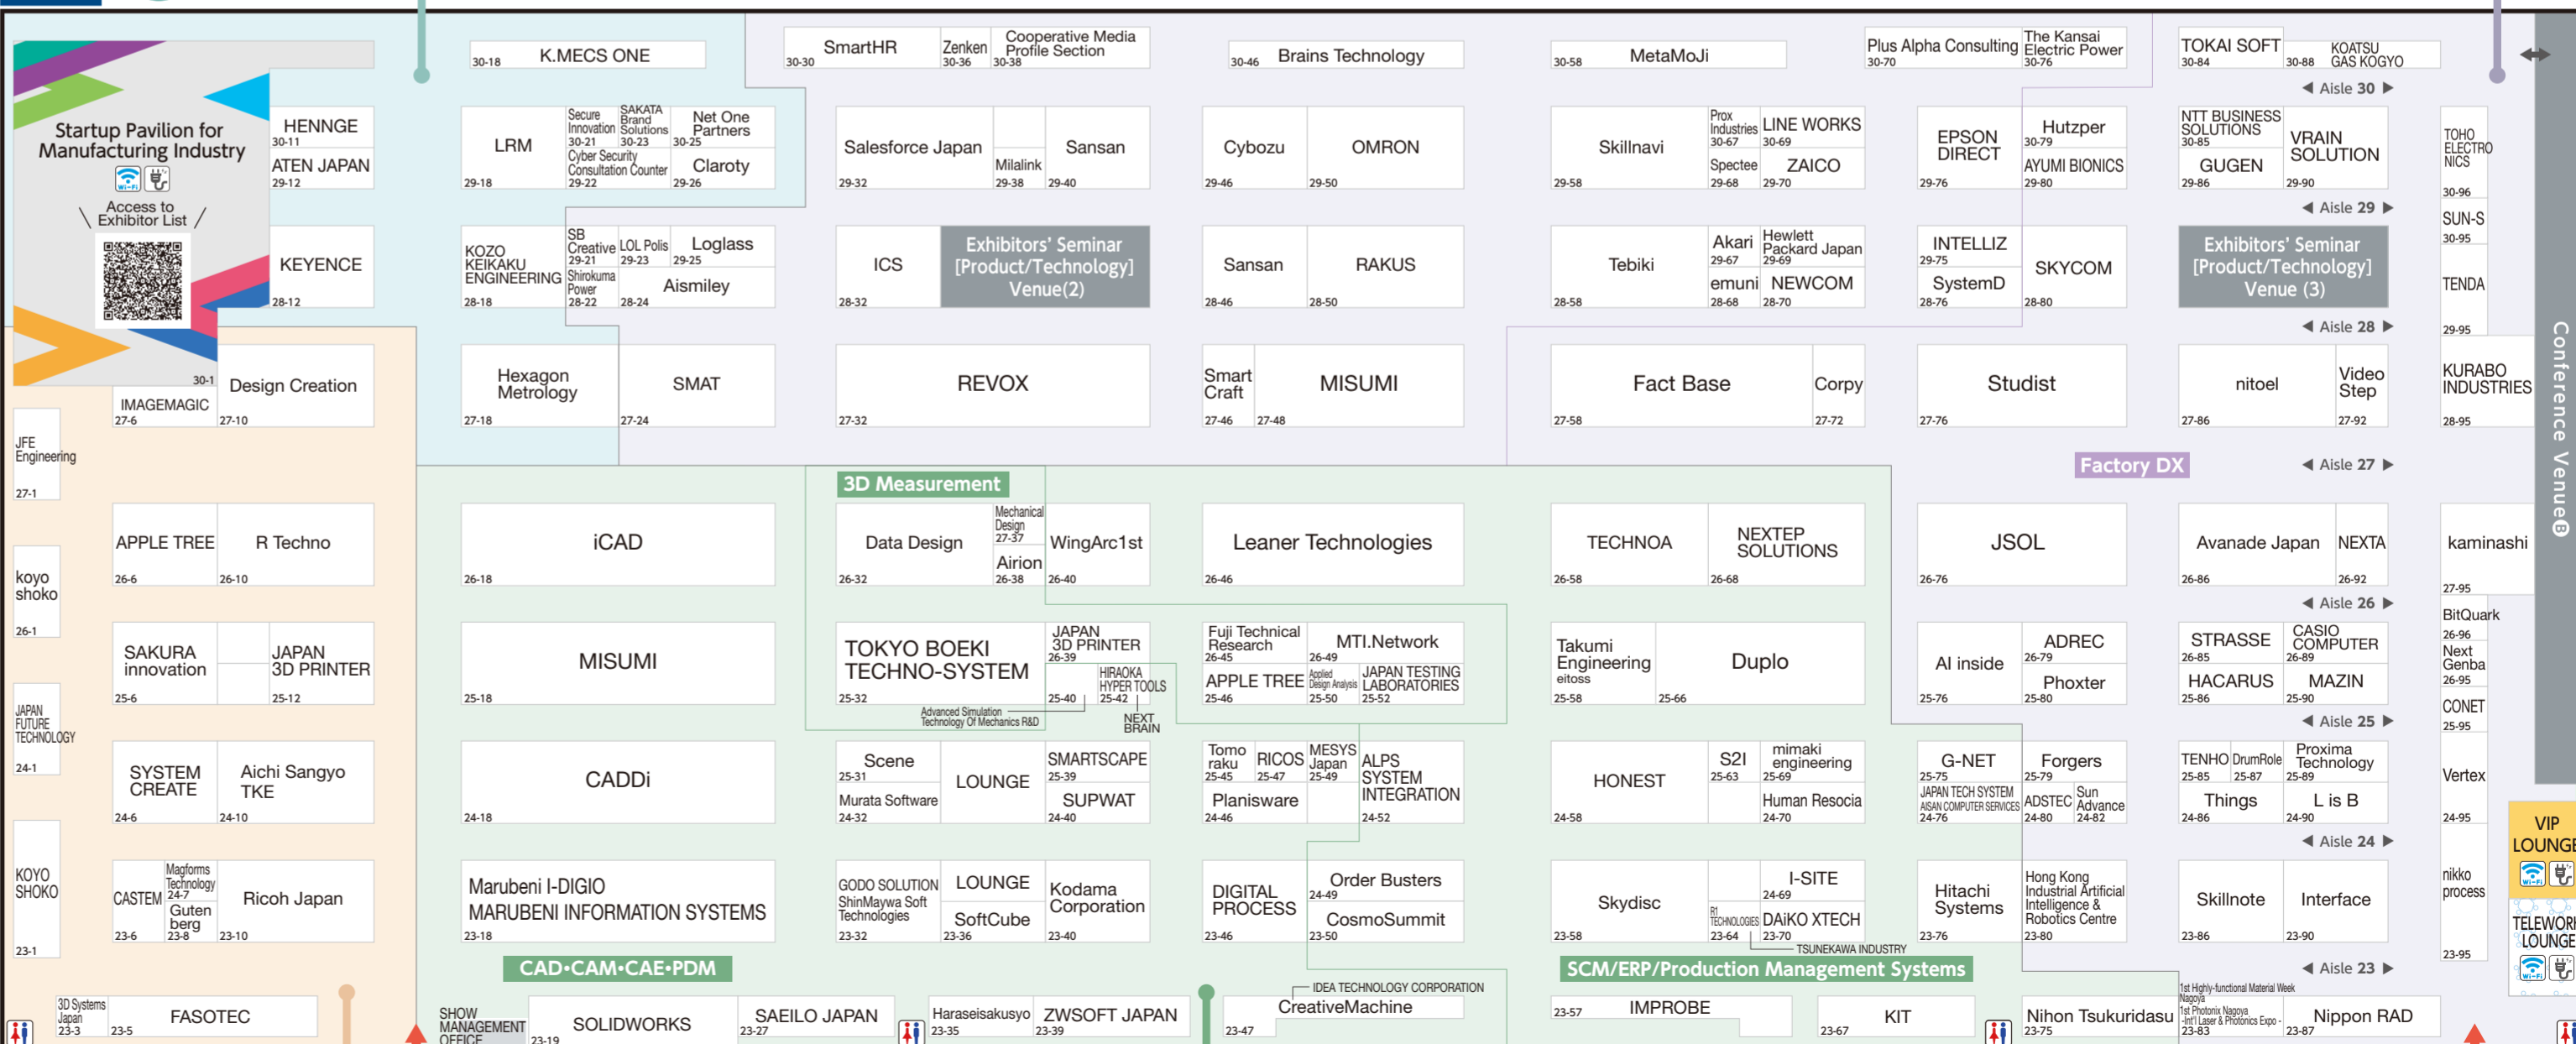 K.MECS ONE
30-18
SmartHR
30-30
Zenken
30-36
Cooperative Media
Profile Section
30-38
Brains Technology
30-46
MetaMoJi
30-58
Plus Alpha Consulting
30-70
The Kansai
Electric Power
30-76
TOKAI SOFT
30-84
KOATSU
GAS KOGYO
30-88
◀ Aisle 30 ▶
Startup Pavilion for
Manufacturing Industry
Wi-Fi
Access to
Exhibitor List
30-1
HENNGE
30-11
ATEN JAPAN
29-12
LRM
29-18
Secure
Innovation
30-21
SAKATA
Brand
Solutions
30-23
Net One
Partners
30-25
Cyber Security
Consultation Counter
29-22
Claroty
29-26
Salesforce Japan
29-32
Milalink
29-38
Sansan
29-40
Cybozu
29-46
OMRON
29-50
Skillnavi
29-58
Prox
Industries
30-67
LINE WORKS
30-69
Spectee
29-68
ZAICO
29-70
EPSON
DIRECT
29-76
Hutzper
30-79
AYUMI BIONICS
29-80
NTT BUSINESS
SOLUTIONS
30-85
GUGEN
29-86
VRAIN
SOLUTION
29-90
TOHO
ELECTRO
NICS
30-96
◀ Aisle 29 ▶
SUN-S
30-95
KEYENCE
28-12
KOZO
KEIKAKU
ENGINEERING
28-18
SB
Creative
29-21
LOL Polis
29-23
Loglass
29-25
Shirokuma
Power
28-22
Aismiley
28-24
ICS
28-32
Exhibitors' Seminar
[Product/Technology]
Venue(2)
Sansan
28-46
RAKUS
28-50
Tebiki
28-58
Akari
29-67
Hewlett
Packard Japan
29-69
emuni
28-68
NEWCOM
28-70
INTELLIZ
29-75
SystemD
28-76
SKYCOM
28-80
Exhibitors' Seminar
[Product/Technology]
Venue (3)
TENDA
29-95
◀ Aisle 28 ▶
Conference Venue B
IMAGEMAGIC
27-6
Design Creation
27-10
Hexagon
Metrology
27-18
SMAT
27-24
REVOX
27-32
Smart
Craft
27-46
MISUMI
27-48
Fact Base
27-58
Corpy
27-72
Studist
27-76
nitoel
27-86
Video
Step
27-92
KURABO
INDUSTRIES
28-95
JFE
Engineering
27-1
3D Measurement
Factory DX
◀ Aisle 27 ▶
APPLE TREE
26-6
R Techno
26-10
iCAD
26-18
Data Design
26-32
Mechanical
Design
27-37
Airion
26-38
WingArc1st
26-40
Leaner Technologies
26-46
TECHNOA
26-58
NEXTEP
SOLUTIONS
26-68
JSOL
26-76
Avanade Japan
26-86
NEXTA
26-92
kaminashi
27-95
koyo
shoko
26-1
◀ Aisle 26 ▶
BitQuark
26-96
SAKURA
innovation
25-6
JAPAN
3D PRINTER
25-12
MISUMI
25-18
TOKYO BOEKI
TECHNO-SYSTEM
25-32
JAPAN
3D PRINTER
26-39
25-40
HIRAOKA
HYPER TOOLS
25-42
Advanced Simulation
Technology Of Mechanics R&D
NEXT
BRAIN
Fuji Technical
Research
26-45
MTI.Network
26-49
APPLE TREE
25-46
Applied
Design Analysis
25-50
JAPAN TESTING
LABORATORIES
25-52
Takumi
Engineering
eitoss
25-58
Duplo
25-66
AI inside
25-76
ADREC
26-79
Phoxter
25-80
STRASSE
26-85
CASIO
COMPUTER
26-89
HACARUS
25-86
MAZIN
25-90
Next
Genba
26-95
CONET
25-95
JAPAN
FUTURE
TECHNOLOGY
24-1
◀ Aisle 25 ▶
SYSTEM
CREATE
24-6
Aichi Sangyo
TKE
24-10
CADDi
24-18
Scene
25-31
Murata Software
24-32
LOUNGE
SMARTSCAPE
25-39
SUPWAT
24-40
Tomo
raku
25-45
RICOS
25-47
MESYS
Japan
25-49
Planisware
24-46
ALPS
SYSTEM
INTEGRATION
24-52
HONEST
24-58
S2I
25-63
mimaki
engineering
25-69
Human Resocia
24-70
G-NET
25-75
JAPAN TECH SYSTEM
AISAN COMPUTER SERVICES
24-76
Forgers
25-79
ADSTEC
24-80
Sun
Advance
24-82
TENHO
25-85
DrumRole
25-87
Proxima
Technology
25-89
Things
24-86
L is B
24-90
Vertex
24-95
◀ Aisle 24 ▶
VIP
LOUNGE
Wi-Fi
KOYO
SHOKO
23-1
CASTEM
23-6
Magforms
Technology
24-7
Guten
berg
23-8
Ricoh Japan
23-10
Marubeni I-DIGIO
MARUBENI INFORMATION SYSTEMS
23-18
GODO SOLUTION
ShinMaywa Soft
Technologies
23-32
LOUNGE
SoftCube
23-36
Kodama
Corporation
23-40
DIGITAL
PROCESS
23-46
Order Busters
24-49
CosmoSummit
23-50
Skydisc
23-58
I-SITE
24-69
R1
TECHNOLOGIES
23-64
DAiKO XTECH
23-70
TSUNEKAWA INDUSTRY
Hitachi
Systems
23-76
Hong Kong
Industrial Artificial
Intelligence &
Robotics Centre
23-80
Skillnote
23-86
Interface
23-90
nikko
process
23-95
TELEWORK
LOUNGE
Wi-Fi
CAD•CAM•CAE•PDM
SCM/ERP/Production Management Systems
◀ Aisle 23 ▶
3D Systems
Japan
23-3
FASOTEC
23-5
SHOW
MANAGEMENT
OFFICE
SOLIDWORKS
23-19
SAEILO JAPAN
23-27
Haraseisakusyo
23-35
ZWSOFT JAPAN
23-39
IDEA TECHNOLOGY CORPORATION
CreativeMachine
23-47
IMPROBE
23-57
KIT
23-67
Nihon Tsukuridasu
23-75
1st Highly-functional Material Week
Nagoya
1st Photonix Nagoya
-Int'l Laser & Photonics Expo -
23-83
Nippon RAD
23-87